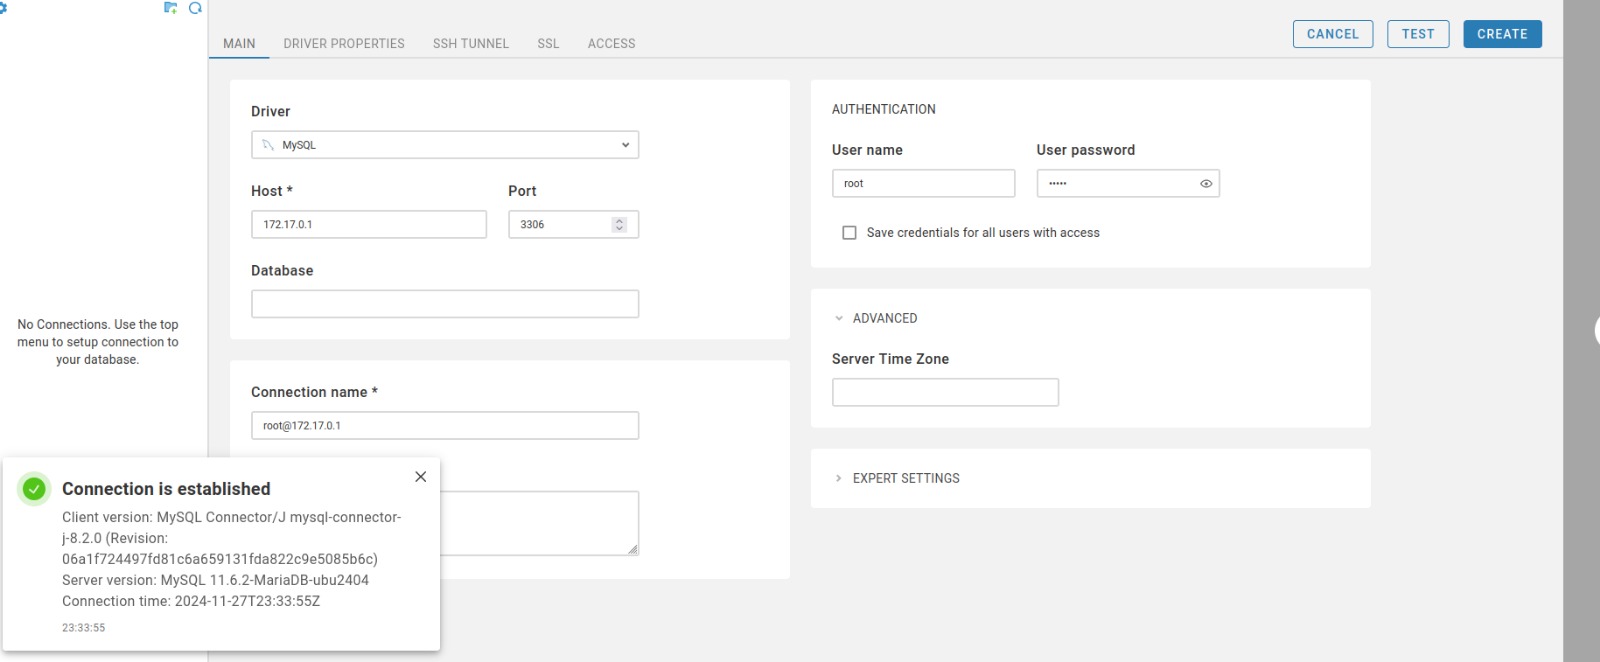 MAIN
DRIVER PROPERTIES
SSH TUNNEL
SSL
ACCESS
CANCEL
TEST
CREATE
Driver
MySQL
Host *
Port
172.17.0.1
3306
Database
Connection name *
root@172.17.0.1
AUTHENTICATION
User name
User password
root
•••••
Save credentials for all users with access
ADVANCED
Server Time Zone
EXPERT SETTINGS
No Connections. Use the top
menu to setup connection to
your database.
Connection is established
Client version: MySQL Connector/J mysql-connector-
j-8.2.0 (Revision:
06a1f724497fd81c6a659131fda822c9e5085b6c)
Server version: MySQL 11.6.2-MariaDB-ubu2404
Connection time: 2024-11-27T23:33:55Z
23:33:55